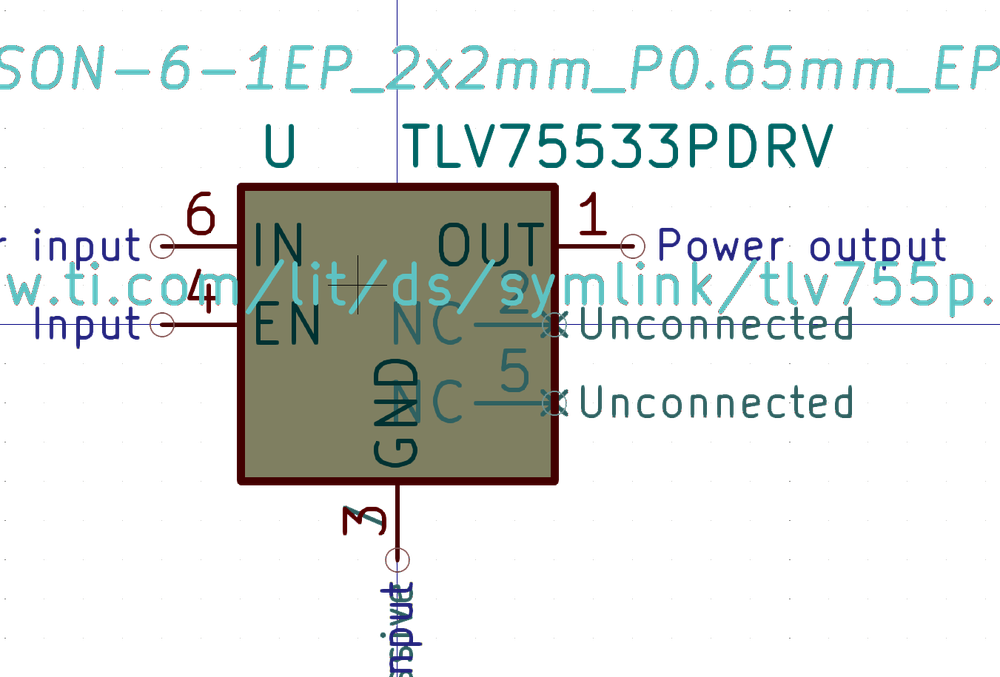 SON-6-1EP_2x2mm_P0.65mm_EP
U TLV75533PDRV
6 1
r input IN OUT Power output
w.ti.com/lit/ds/symlink/tlv755p.
4 2
Input EN NC Unconnected
5
NC Unconnected
GND
3